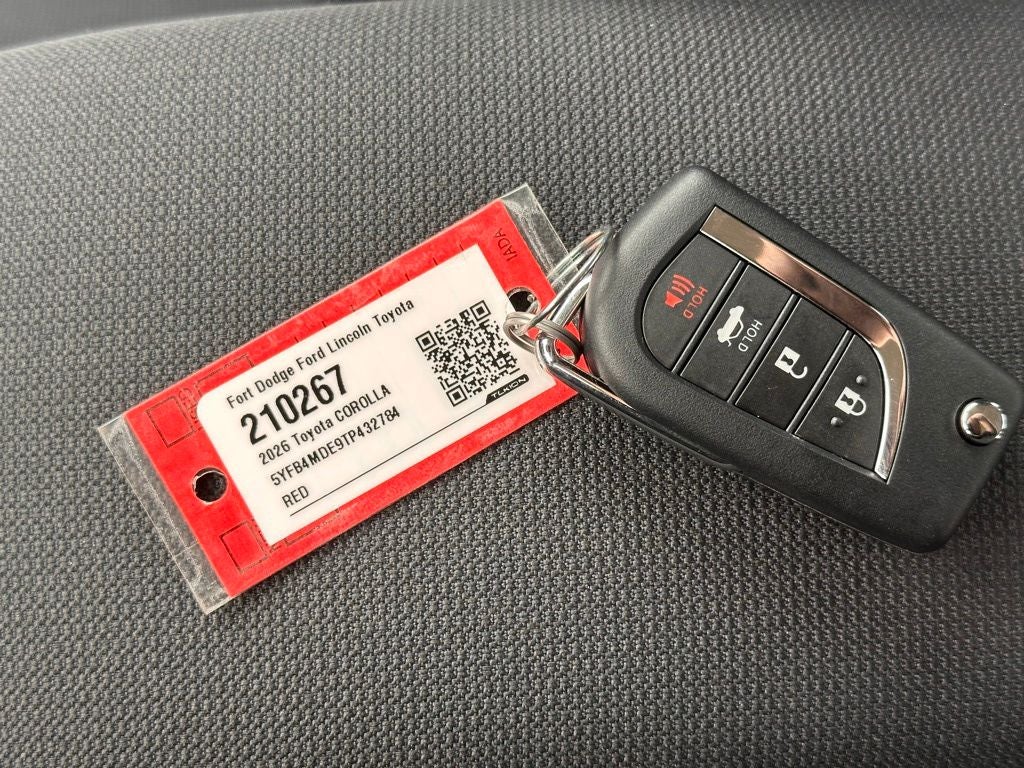 IADA
Fort Dodge Ford Lincoln Toyota
210267
2026 Toyota COROLLA
5YFB4MDE9TP432784
RED
TEKION
HOLD
HOLD